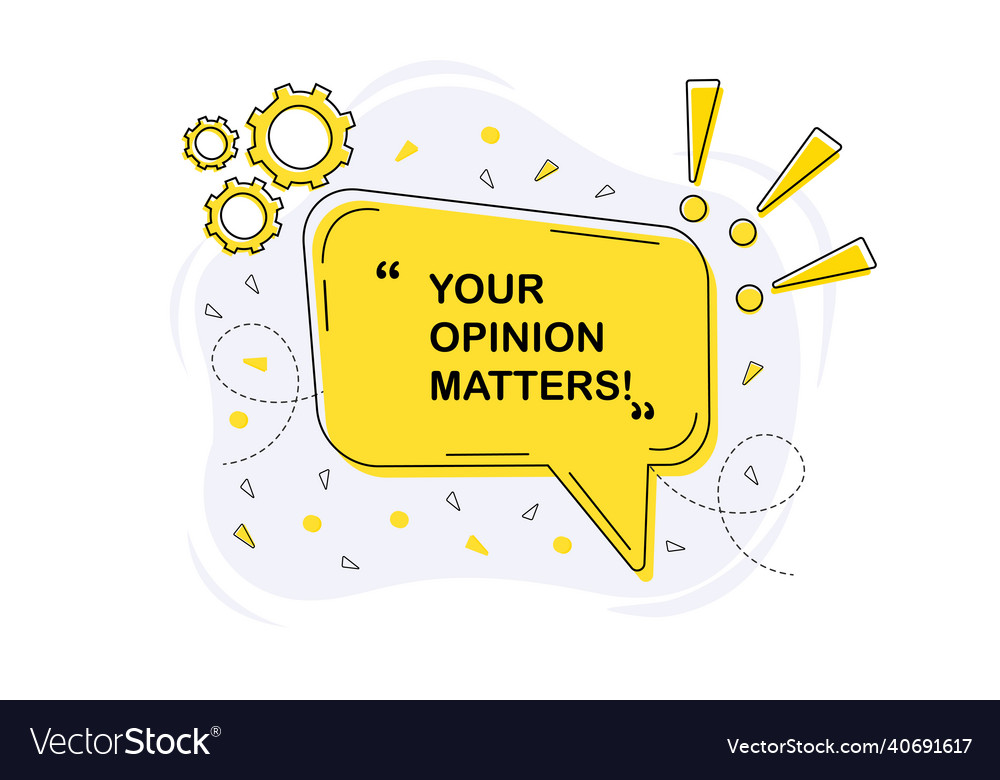 “ YOUR
OPINION
MATTERS! ”
VectorStock®
VectorStock.com/40691617